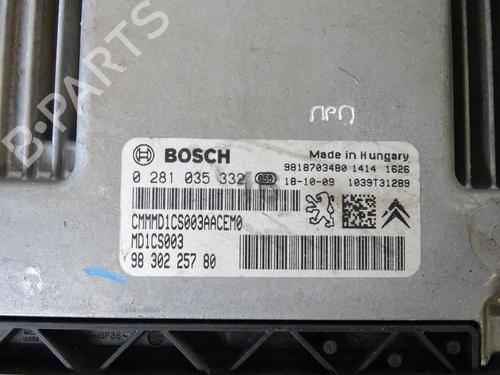 B-PARTS
BOSCH
Made in Hungary
9818703480 1414 1626
0 281 035 332
18-10-09 1039T31289
CMMMD1CS003AACEM0
MD1CS003
98 302 257 80
-GF35-